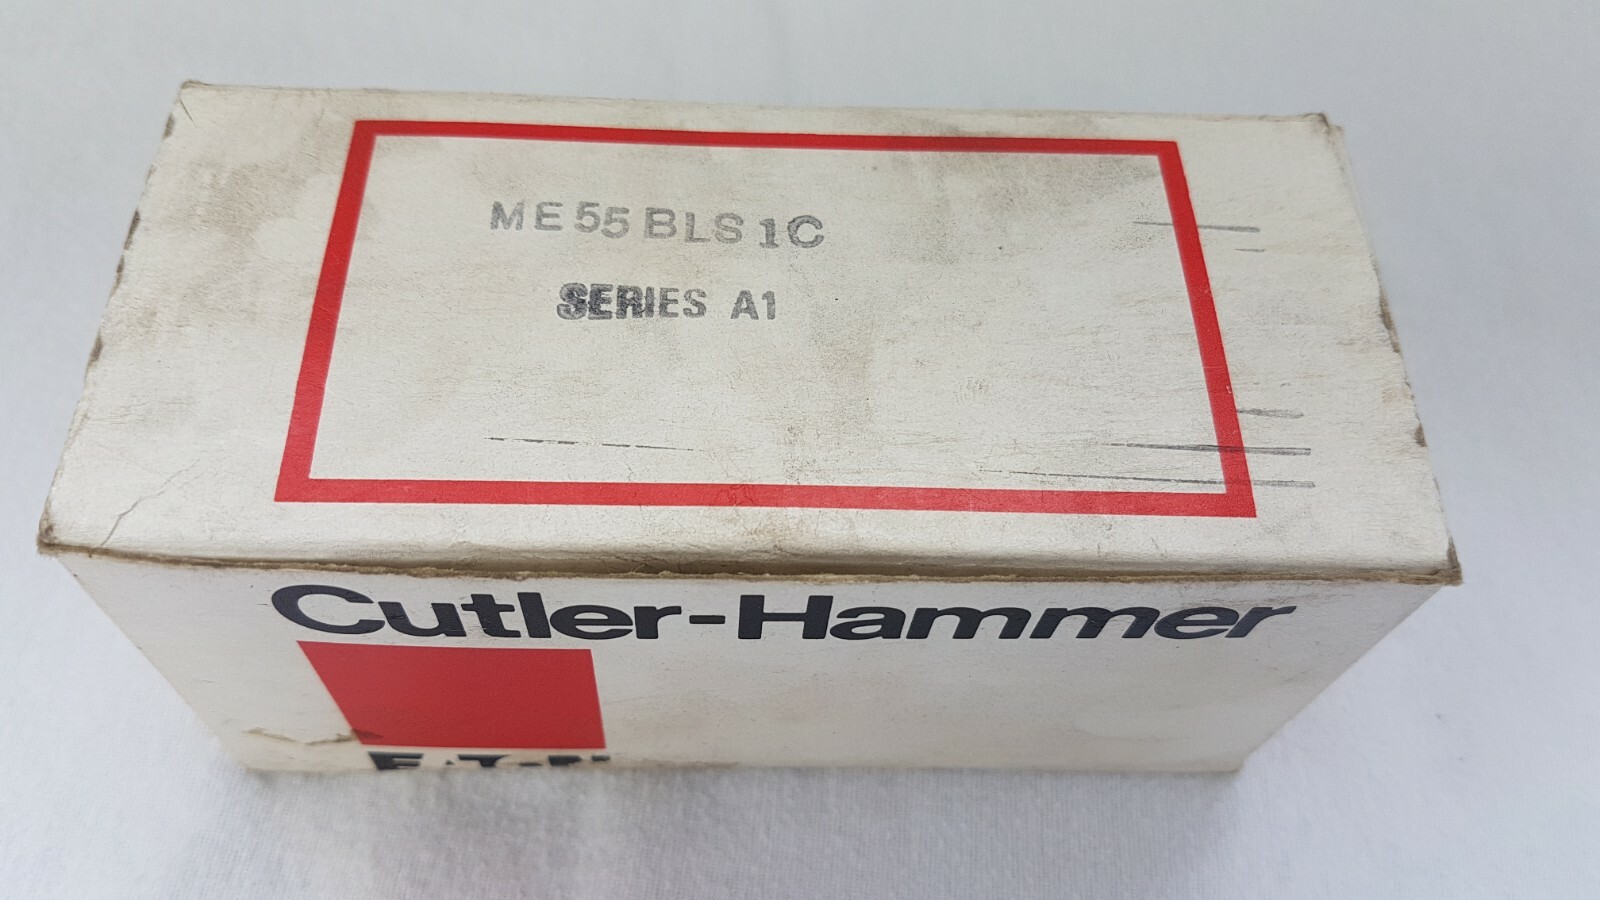 ME55BLS1C
SERIES A1
Cutler-Hammer